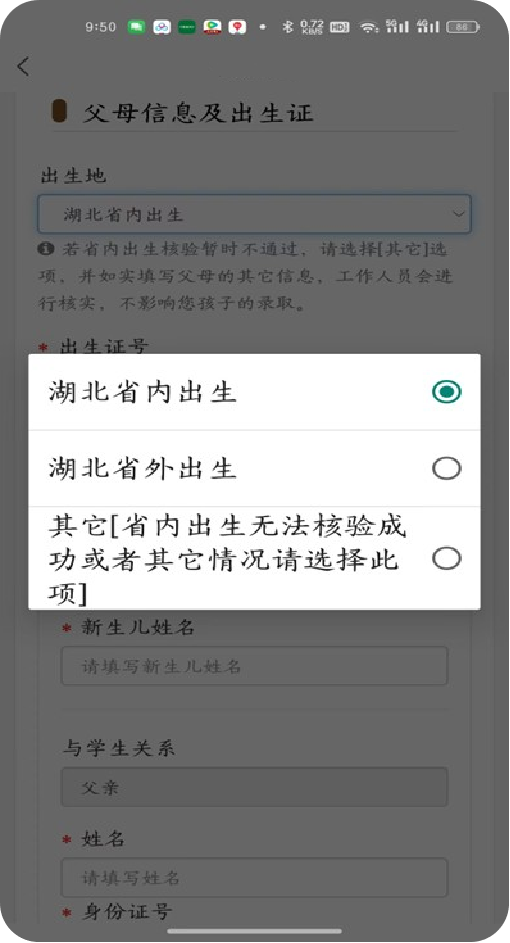 9:50
0.72 KB/S
HD
5G
4G
86
父母信息及出生证
出生地
湖北省内出生
若省内出生核验暂时不通过，请选择[其它]选
项，并如实填写父母的其它信息，工作人员会进
行核实，不影响您孩子的录取。
* 出生证号
湖北省内出生
湖北省外出生
其它[省内出生无法核验成
功或者其它情况请选择此
项]
* 新生儿姓名
请填写新生儿姓名
与学生关系
父亲
* 姓名
请填写姓名
* 身份证号